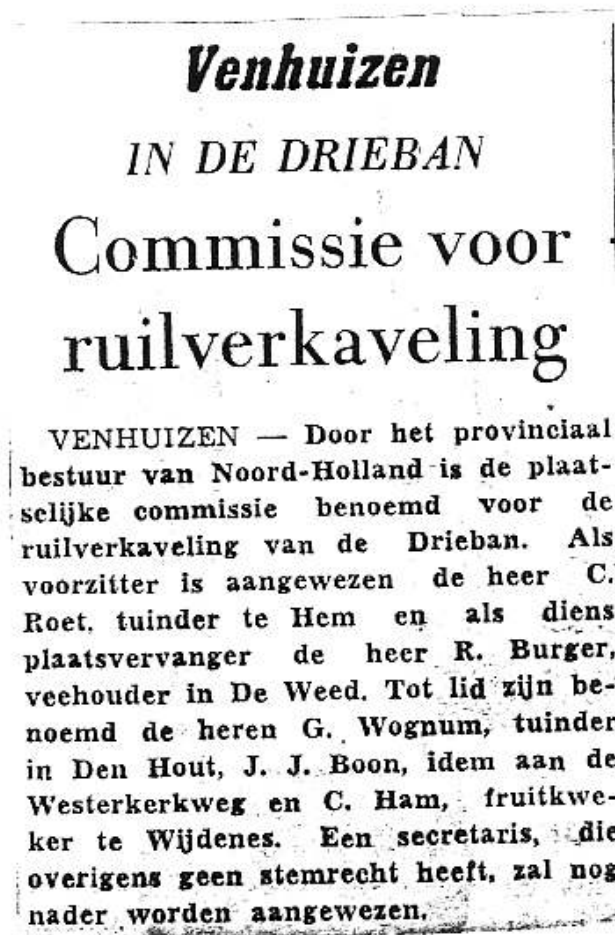 Venhuizen
IN DE DRIEBAN
Commissie voor
ruilverkaveling
VENHUIZEN — Door het provinciaal
bestuur van Noord-Holland is de plaat-
selijke commissie benoemd voor de
ruilverkaveling van de Drieban. Als
voorzitter is aangewezen de heer C.
Roet, tuinder te Hem en als diens
plaatsvervanger de heer R. Burger,
veehouder in De Weed. Tot lid zijn be-
noemd de heren G. Wognum, tuinder
in Den Hout, J. J. Boon, idem aan de
Westerkerkweg en C. Ham, fruitkwe-
ker te Wijdenes. Een secretaris, die
overigens geen stemrecht heeft, zal nog
nader worden aangewezen.